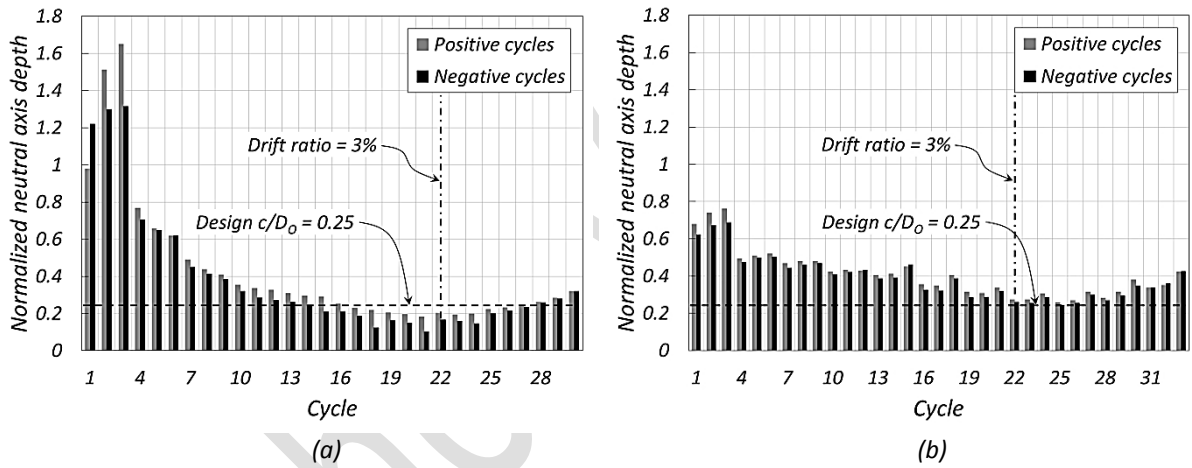 1.8
1.6
1.4
1.2
1
0.8
0.6
0.4
0.2
0
Normalized neutral axis depth
Positive cycles
Negative cycles
Drift ratio = 3%
Design c/Do = 0.25
1 4 7 10 13 16 19 22 25 28
Cycle
(a)
1.8
1.6
1.4
1.2
1
0.8
0.6
0.4
0.2
0
Normalized neutral axis depth
Positive cycles
Negative cycles
Drift ratio = 3%
Design c/Do = 0.25
1 4 7 10 13 16 19 22 25 28 31
Cycle
(b)